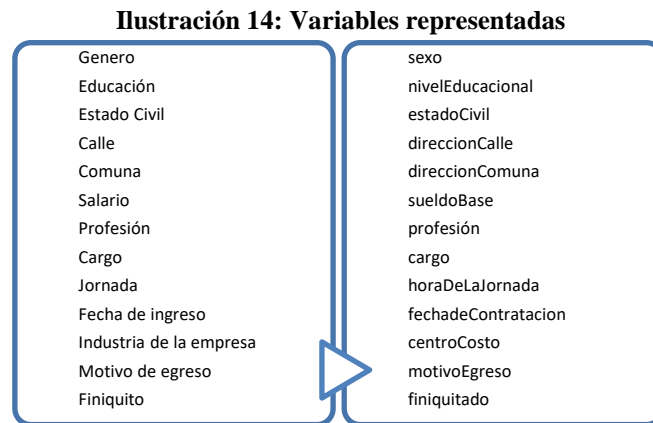 Ilustración 14: Variables representadas
Genero
Educación
Estado Civil
Calle
Comuna
Salario
Profesión
Cargo
Jornada
Fecha de ingreso
Industria de la empresa
Motivo de egreso
Finiquito
sexo
nivelEducacional
estadoCivil
direccionCalle
direccionComuna
sueldoBase
profesión
cargo
horaDeLaJornada
fechadeContratacion
centroCosto
motivoEgreso
finiquitado